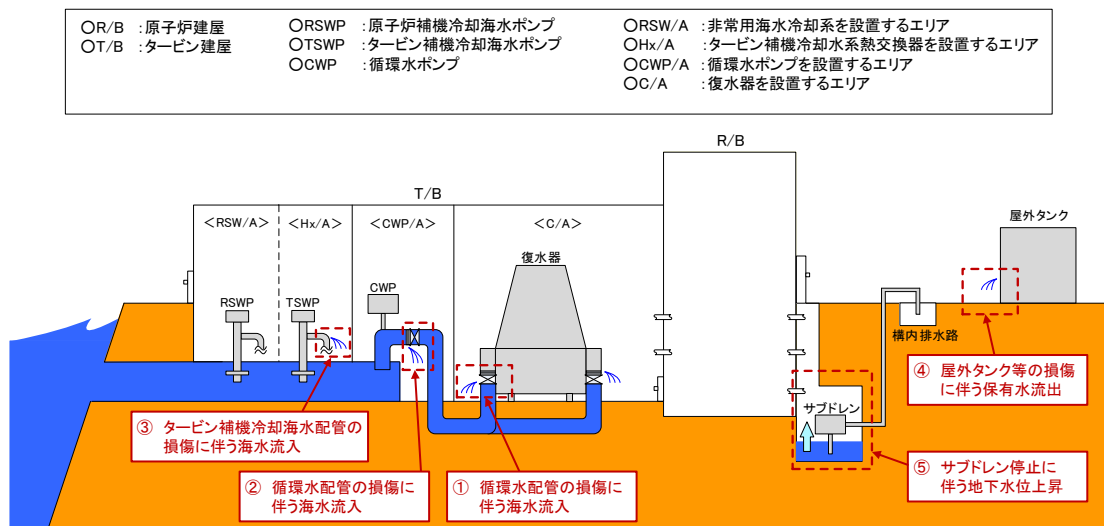 ○R/B ：原子炉建屋
○T/B ：タービン建屋
○RSWP ：原子炉補機冷却海水ポンプ
○TSWP ：タービン補機冷却海水ポンプ
○CWP ：循環水ポンプ
○RSW/A ：非常用海水冷却系を設置するエリア
○Hx/A ：タービン補機冷却水系熱交換器を設置するエリア
○CWP/A ：循環水ポンプを設置するエリア
○C/A ：復水器を設置するエリア
R/B
T/B
＜RSW/A＞ ＜Hx/A＞ ＜CWP/A＞ ＜C/A＞
屋外タンク
復水器
CWP
RSWP
TSWP
構内排水路
④ 屋外タンク等の損傷
に伴う保有水流出
サブドレン
③ タービン補機冷却海水配管の
損傷に伴う海水流入
② 循環水配管の損傷に
伴う海水流入
① 循環水配管の損傷に
伴う海水流入
⑤ サブドレン停止に
伴う地下水位上昇